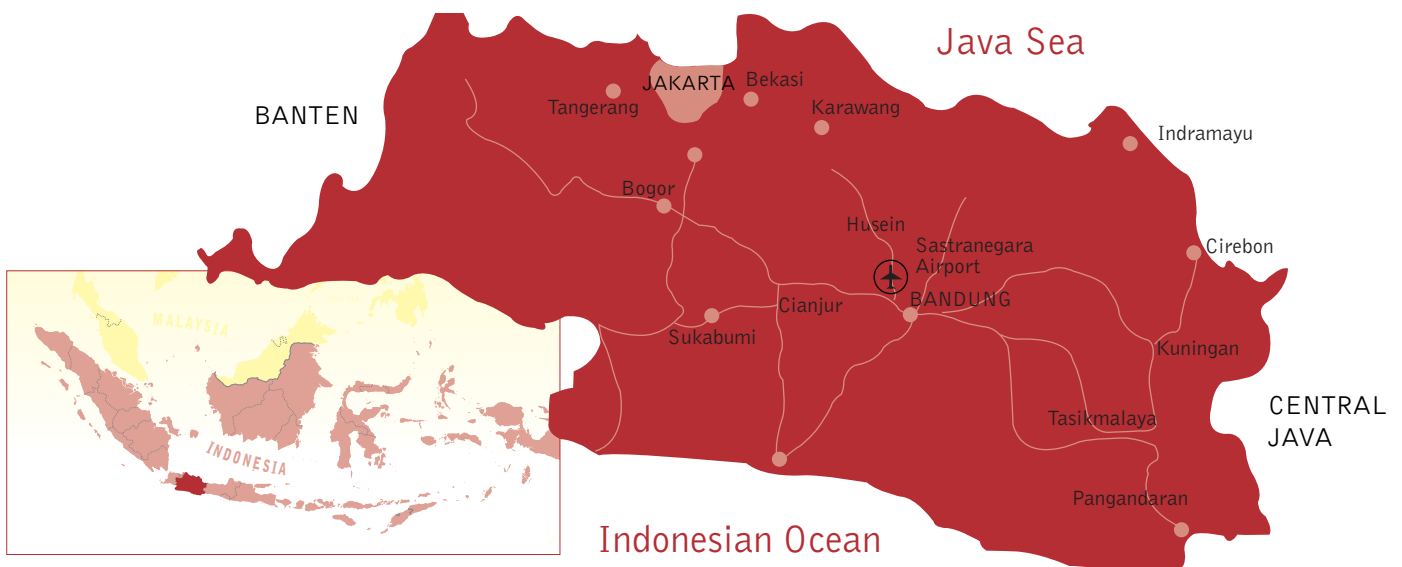 Java Sea
JAKARTA
Bekasi
BANTEN
Tangerang
Karawang
Indramayu
Bogor
Husein
Sastranegara
Airport
Cirebon
BANDUNG
Cianjur
MALAYSIA
Sukabumi
Kuningan
CENTRAL
JAVA
Tasikmalaya
INDONESIA
Pangandaran
Indonesian Ocean